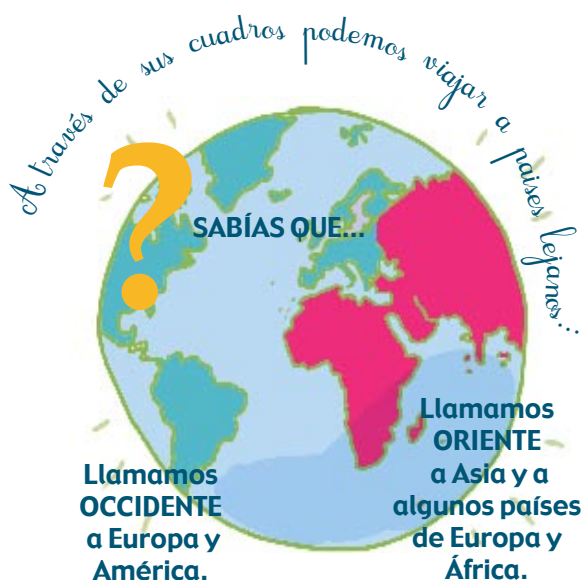 A través de sus cuadros podemos viajar a paises lejanos...
?
SABÍAS QUE...
Llamamos
OCCIDENTE
a Europa y
América.
Llamamos
ORIENTE
a Asia y a
algunos países
de Europa y
África.